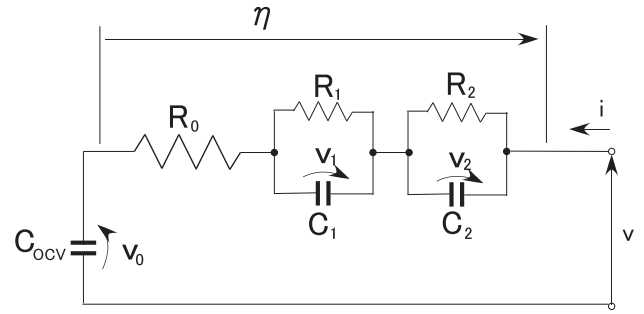 η
R₁
R₂
i
R₀
v₁
v₂
C₁
C₂
v
C_OCV
v₀